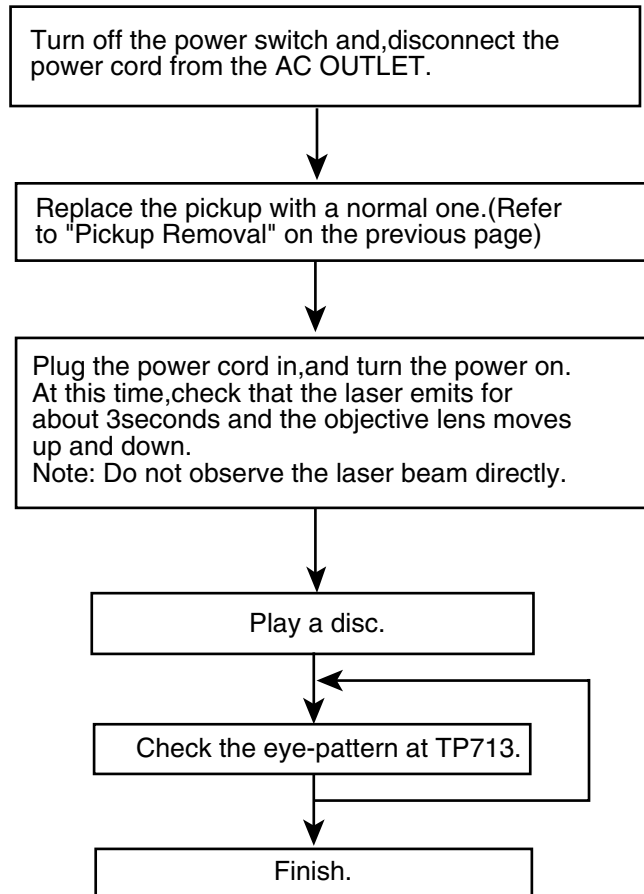 Turn off the power switch and,disconnect the
power cord from the AC OUTLET.
Replace the pickup with a normal one.(Refer
to "Pickup Removal" on the previous page)
Plug the power cord in,and turn the power on.
At this time,check that the laser emits for
about 3seconds and the objective lens moves
up and down.
Note: Do not observe the laser beam directly.
Play a disc.
Check the eye-pattern at TP713.
Finish.